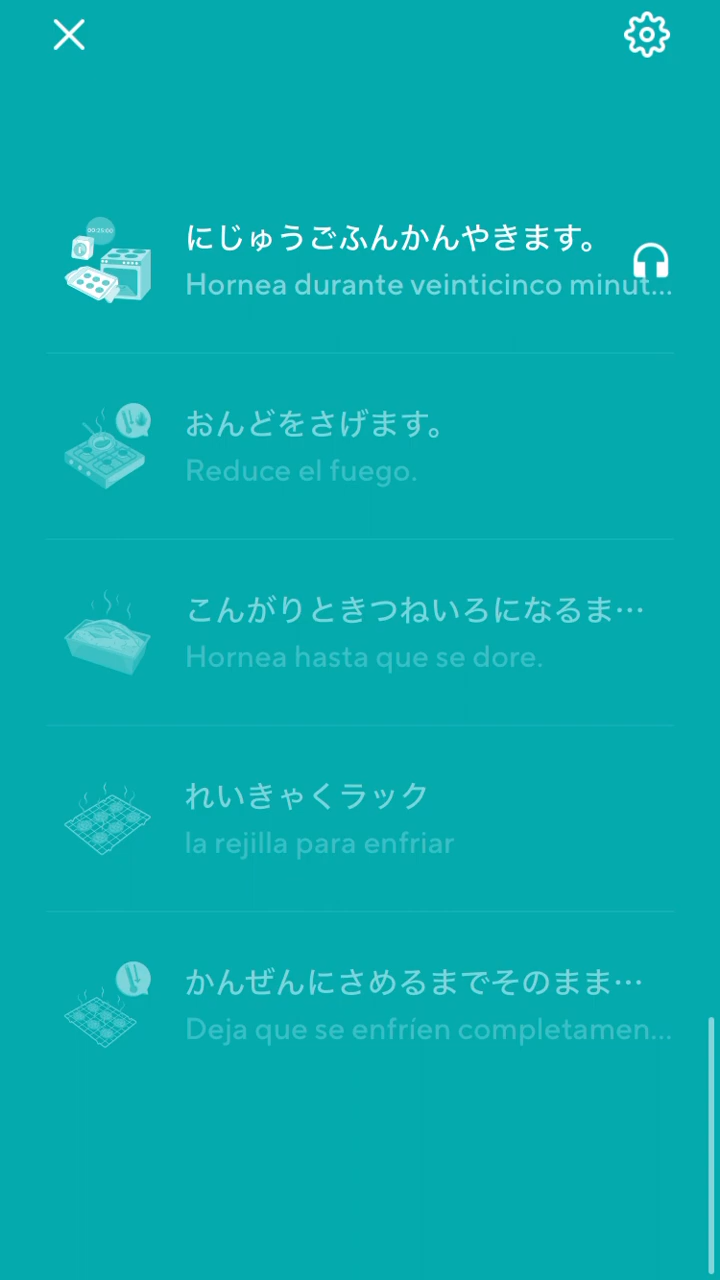 00:25:00
にじゅうごふんかんやきます。
Hornea durante veinticinco minut...
おんどをさげます。
Reduce el fuego.
こんがりときつねいろになるま…
Hornea hasta que se dore.
れいきゃくラック
la rejilla para enfriar
かんぜんにさめるまでそのまま…
Deja que se enfríen completamen...